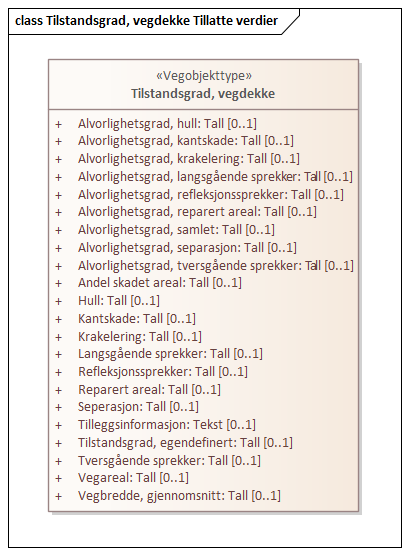 class Tilstandsgrad, vegdekke Tillatte verdier
«Vegobjekttype»
Tilstandsgrad, vegdekke
+ Alvorlighetsgrad, hull: Tall [0..1]
+ Alvorlighetsgrad, kantskade: Tall [0..1]
+ Alvorlighetsgrad, krakelering: Tall [0..1]
+ Alvorlighetsgrad, langsgående sprekker: Tall [0..1]
+ Alvorlighetsgrad, refleksjonssprekker: Tall [0..1]
+ Alvorlighetsgrad, reparert areal: Tall [0..1]
+ Alvorlighetsgrad, samlet: Tall [0..1]
+ Alvorlighetsgrad, separasjon: Tall [0..1]
+ Alvorlighetsgrad, tversgående sprekker: Tall [0..1]
+ Andel skadet areal: Tall [0..1]
+ Hull: Tall [0..1]
+ Kantskade: Tall [0..1]
+ Krakelering: Tall [0..1]
+ Langsgående sprekker: Tall [0..1]
+ Refleksjonssprekker: Tall [0..1]
+ Reparert areal: Tall [0..1]
+ Seperasjon: Tall [0..1]
+ Tilleggsinformasjon: Tekst [0..1]
+ Tilstandsgrad, egendefinert: Tall [0..1]
+ Tversgående sprekker: Tall [0..1]
+ Vegareal: Tall [0..1]
+ Vegbredde, gjennomsnitt: Tall [0..1]